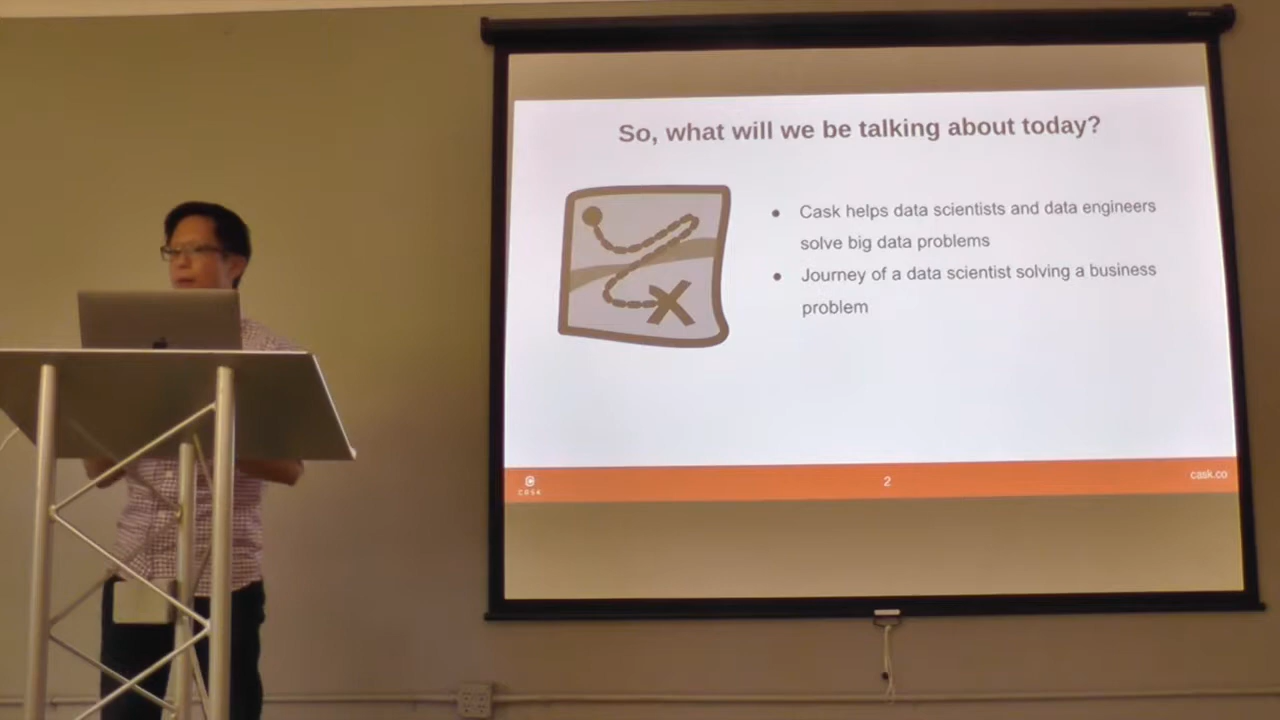 So, what will we be talking about today?
● Cask helps data scientists and data engineers
solve big data problems
● Journey of a data scientist solving a business
problem
CASK
2
cask.co